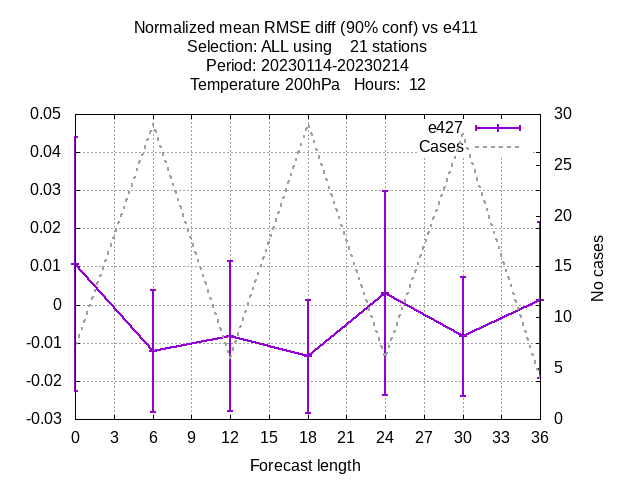 Normalized mean RMSE diff (90% conf) vs e411
Selection: ALL using    21 stations
Period: 20230114-20230214
Temperature 200hPa   Hours:  12
0.05
0.04
0.03
0.02
0.01
0
-0.01
-0.02
-0.03
e427
Cases
30
25
20
15
10
5
0
No cases
0 3 6 9 12 15 18 21 24 27 30 33 36
Forecast length